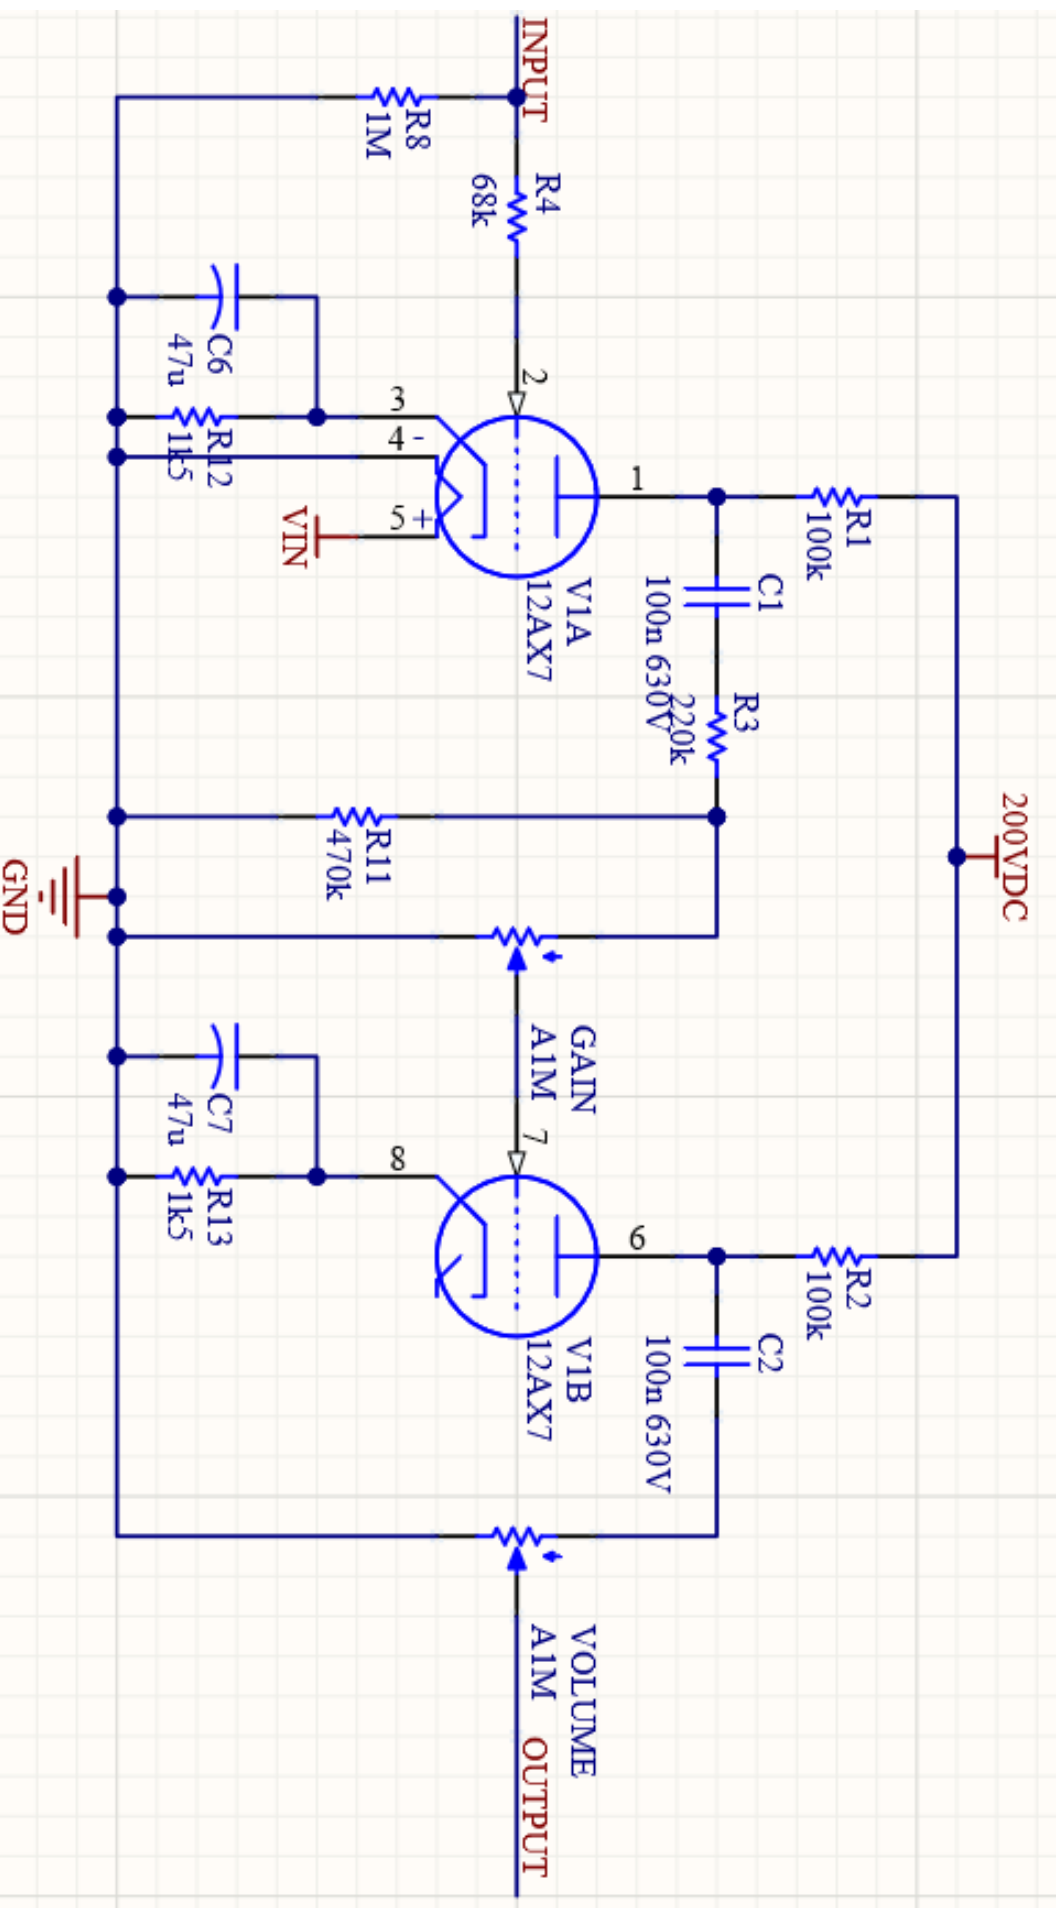 INPUT
R8
1M
R4
68k
C6
47u
R12
1k5
2
3
4 -
5 +
VIN
V1A
12AX7
1
R1
100k
C1
100n 630V
R3
220k
200VDC
R11
470k
GND
GAIN
A1M
C7
47u
R13
1k5
7
8
V1B
12AX7
6
R2
100k
C2
100n 630V
VOLUME
A1M
OUTPUT